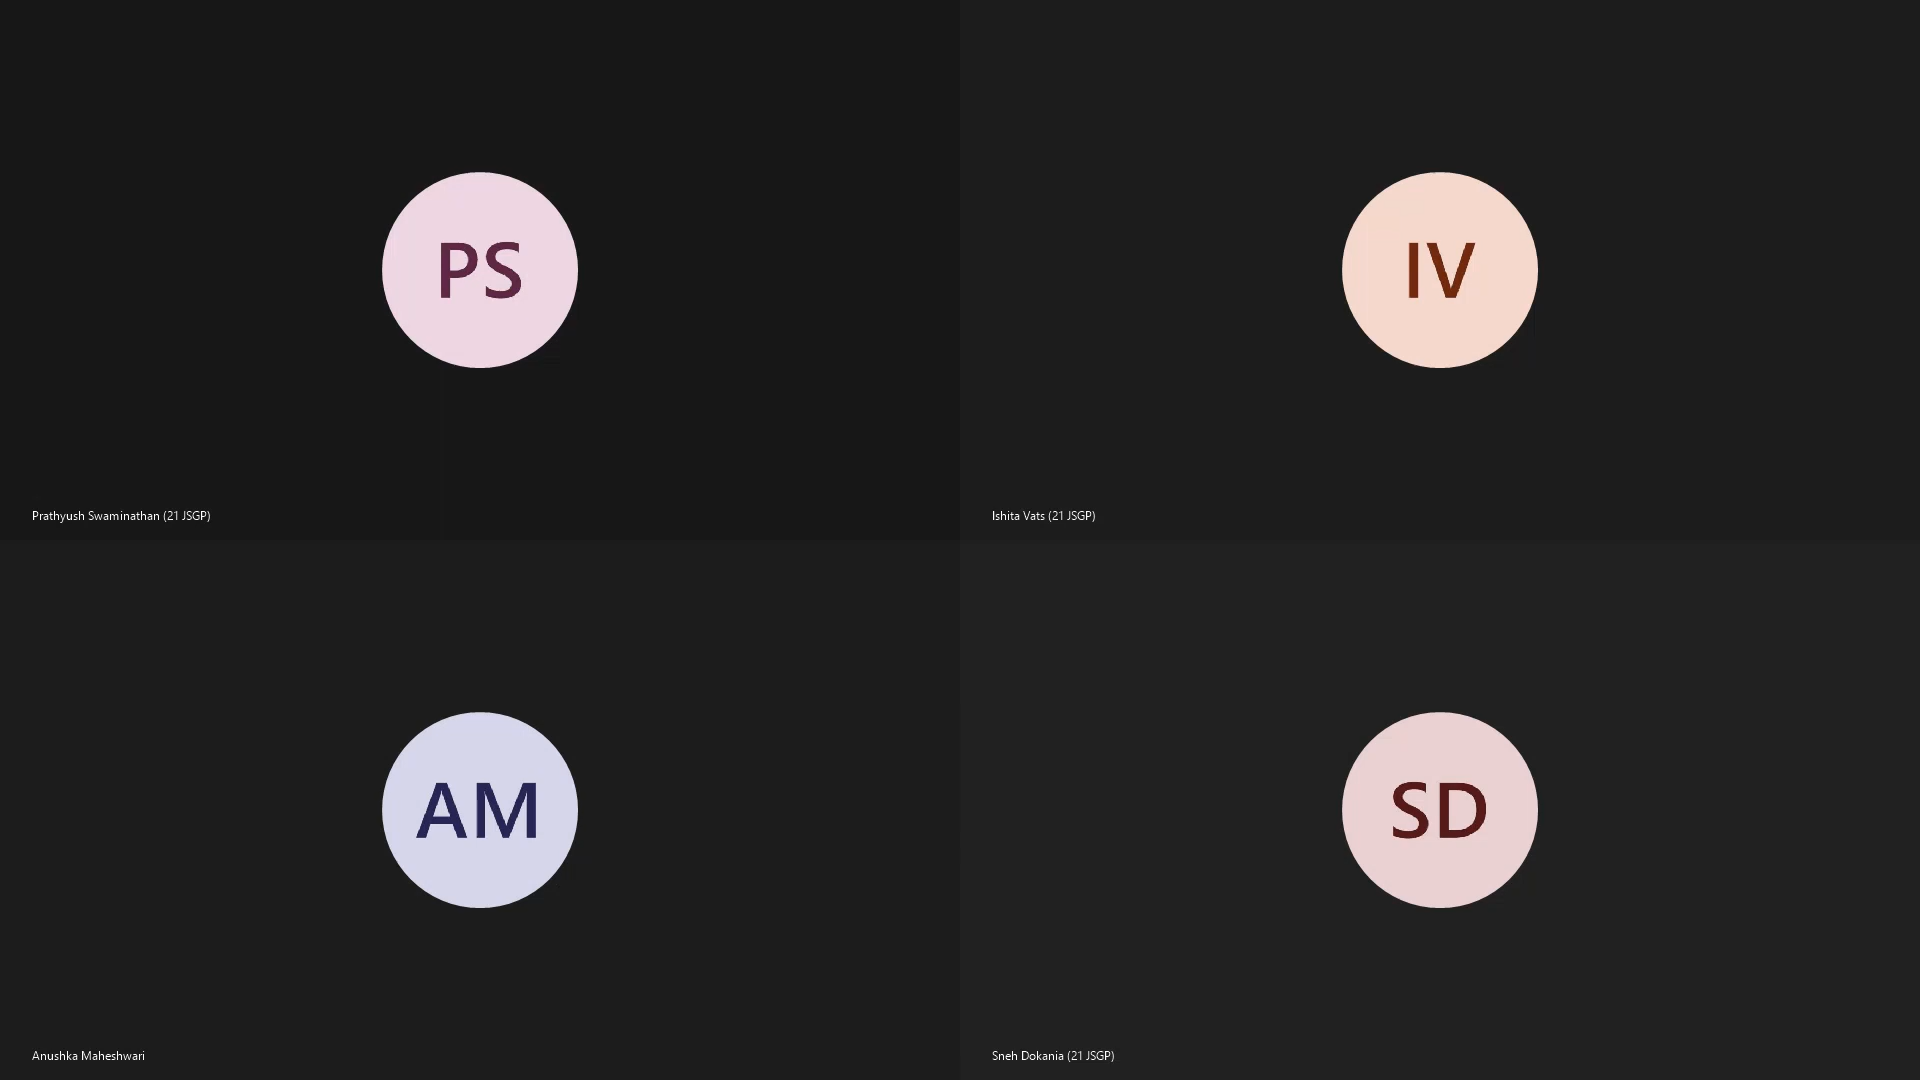 PS
IV
Prathyush Swaminathan (21 JSGP)
Ishita Vats (21 JSGP)
AM
SD
Anushka Maheshwari
Sneh Dokania (21 JSGP)